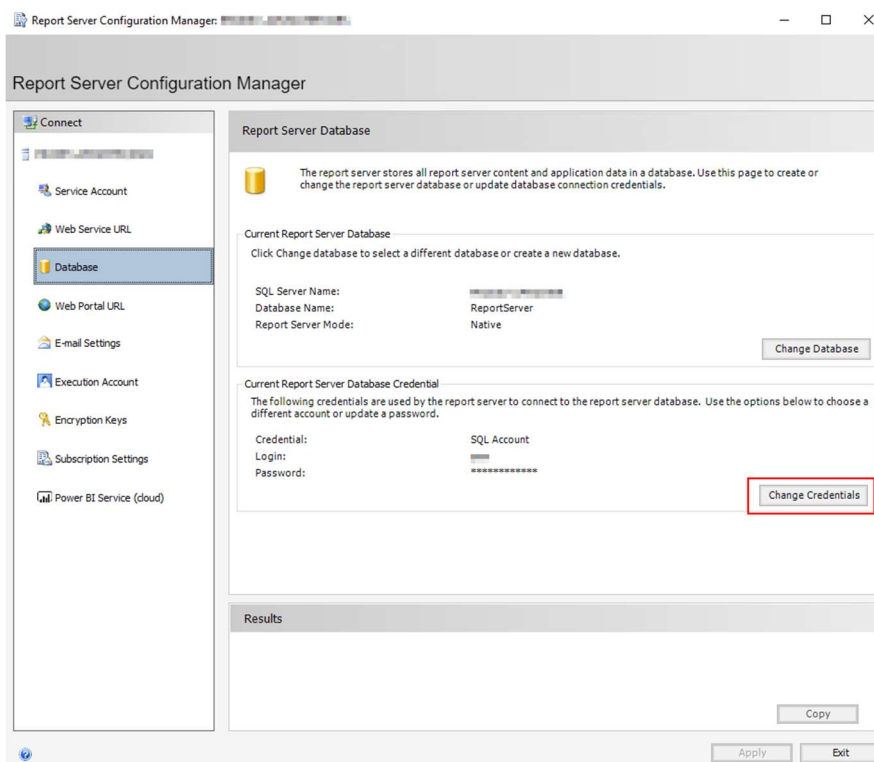 Report Server Configuration Manager:
Report Server Configuration Manager
Connect
Service Account
Web Service URL
Database
Web Portal URL
E-mail Settings
Execution Account
Encryption Keys
Subscription Settings
Power BI Service (cloud)
Report Server Database
The report server stores all report server content and application data in a database. Use this page to create or
change the report server database or update database connection credentials.
Current Report Server Database
Click Change database to select a different database or create a new database.
SQL Server Name:
Database Name: ReportServer
Report Server Mode: Native
Change Database
Current Report Server Database Credential
The following credentials are used by the report server to connect to the report server database. Use the options below to choose a
different account or update a password.
Credential: SQL Account
Login:
Password: ************
Change Credentials
Results
Copy
Apply Exit